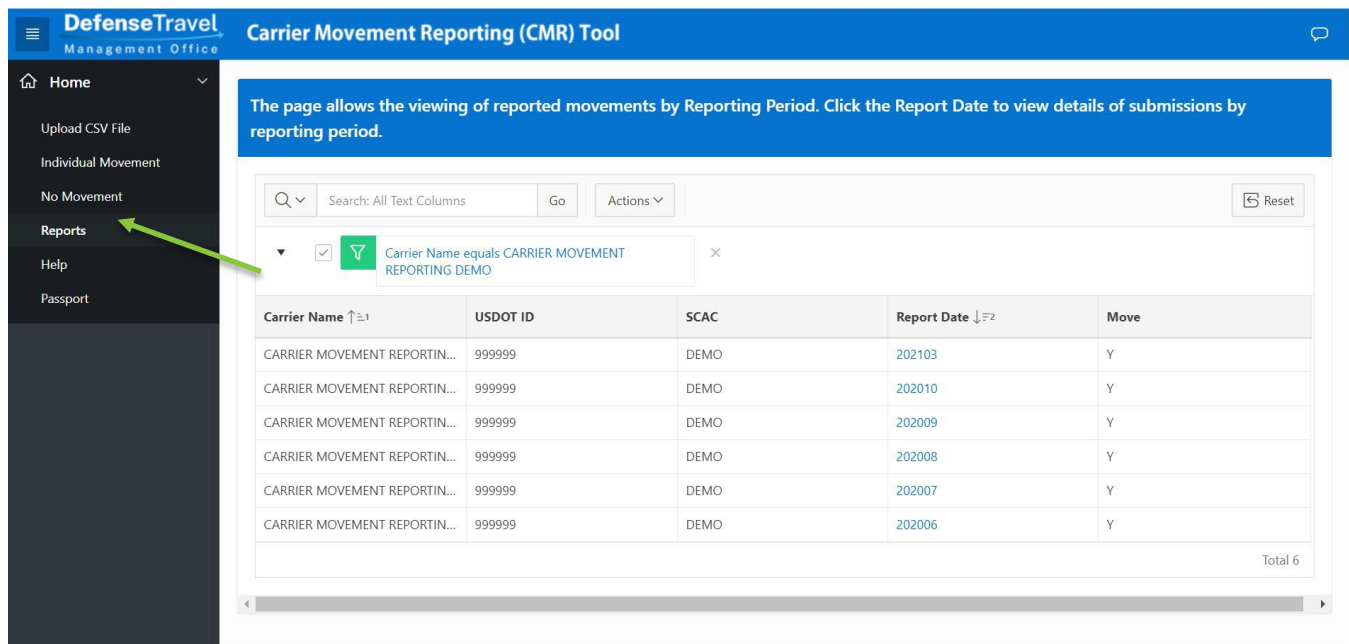 DefenseTravel
Management Office
Carrier Movement Reporting (CMR) Tool
Home
Upload CSV File
Individual Movement
No Movement
Reports
Help
Passport
The page allows the viewing of reported movements by Reporting Period. Click the Report Date to view details of submissions by
reporting period.
Search: All Text Columns Go Actions Reset
Carrier Name equals CARRIER MOVEMENT
REPORTING DEMO
Carrier Name 1 USDOT ID SCAC Report Date 2 Move
CARRIER MOVEMENT REPORTIN... 999999 DEMO 202103 Y
CARRIER MOVEMENT REPORTIN... 999999 DEMO 202010 Y
CARRIER MOVEMENT REPORTIN... 999999 DEMO 202009 Y
CARRIER MOVEMENT REPORTIN... 999999 DEMO 202008 Y
CARRIER MOVEMENT REPORTIN... 999999 DEMO 202007 Y
CARRIER MOVEMENT REPORTIN... 999999 DEMO 202006 Y
Total 6